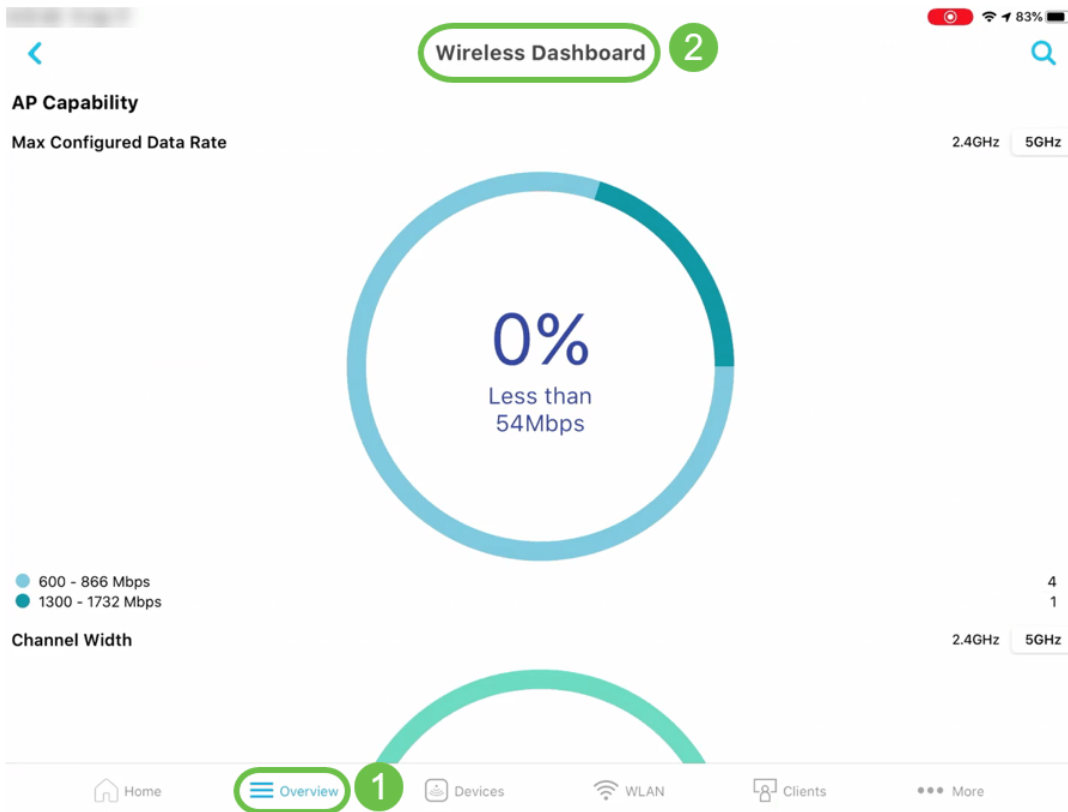 83%
Wireless Dashboard 2
AP Capability
Max Configured Data Rate 2.4GHz 5GHz
0%
Less than
54Mbps
600 - 866 Mbps 4
1300 - 1732 Mbps 1
Channel Width 2.4GHz 5GHz
Home Overview 1 Devices WLAN Clients More